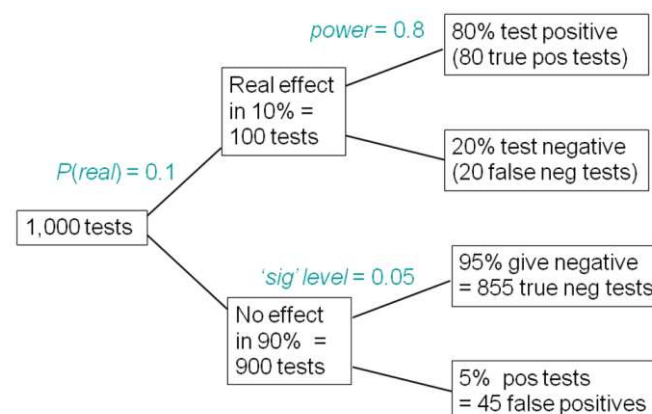 power = 0.8
80% test positive
(80 true pos tests)
Real effect
in 10% =
100 tests
20% test negative
(20 false neg tests)
P(real) = 0.1
1,000 tests
'sig' level = 0.05
95% give negative
= 855 true neg tests
No effect
in 90% =
900 tests
5% pos tests
= 45 false positives